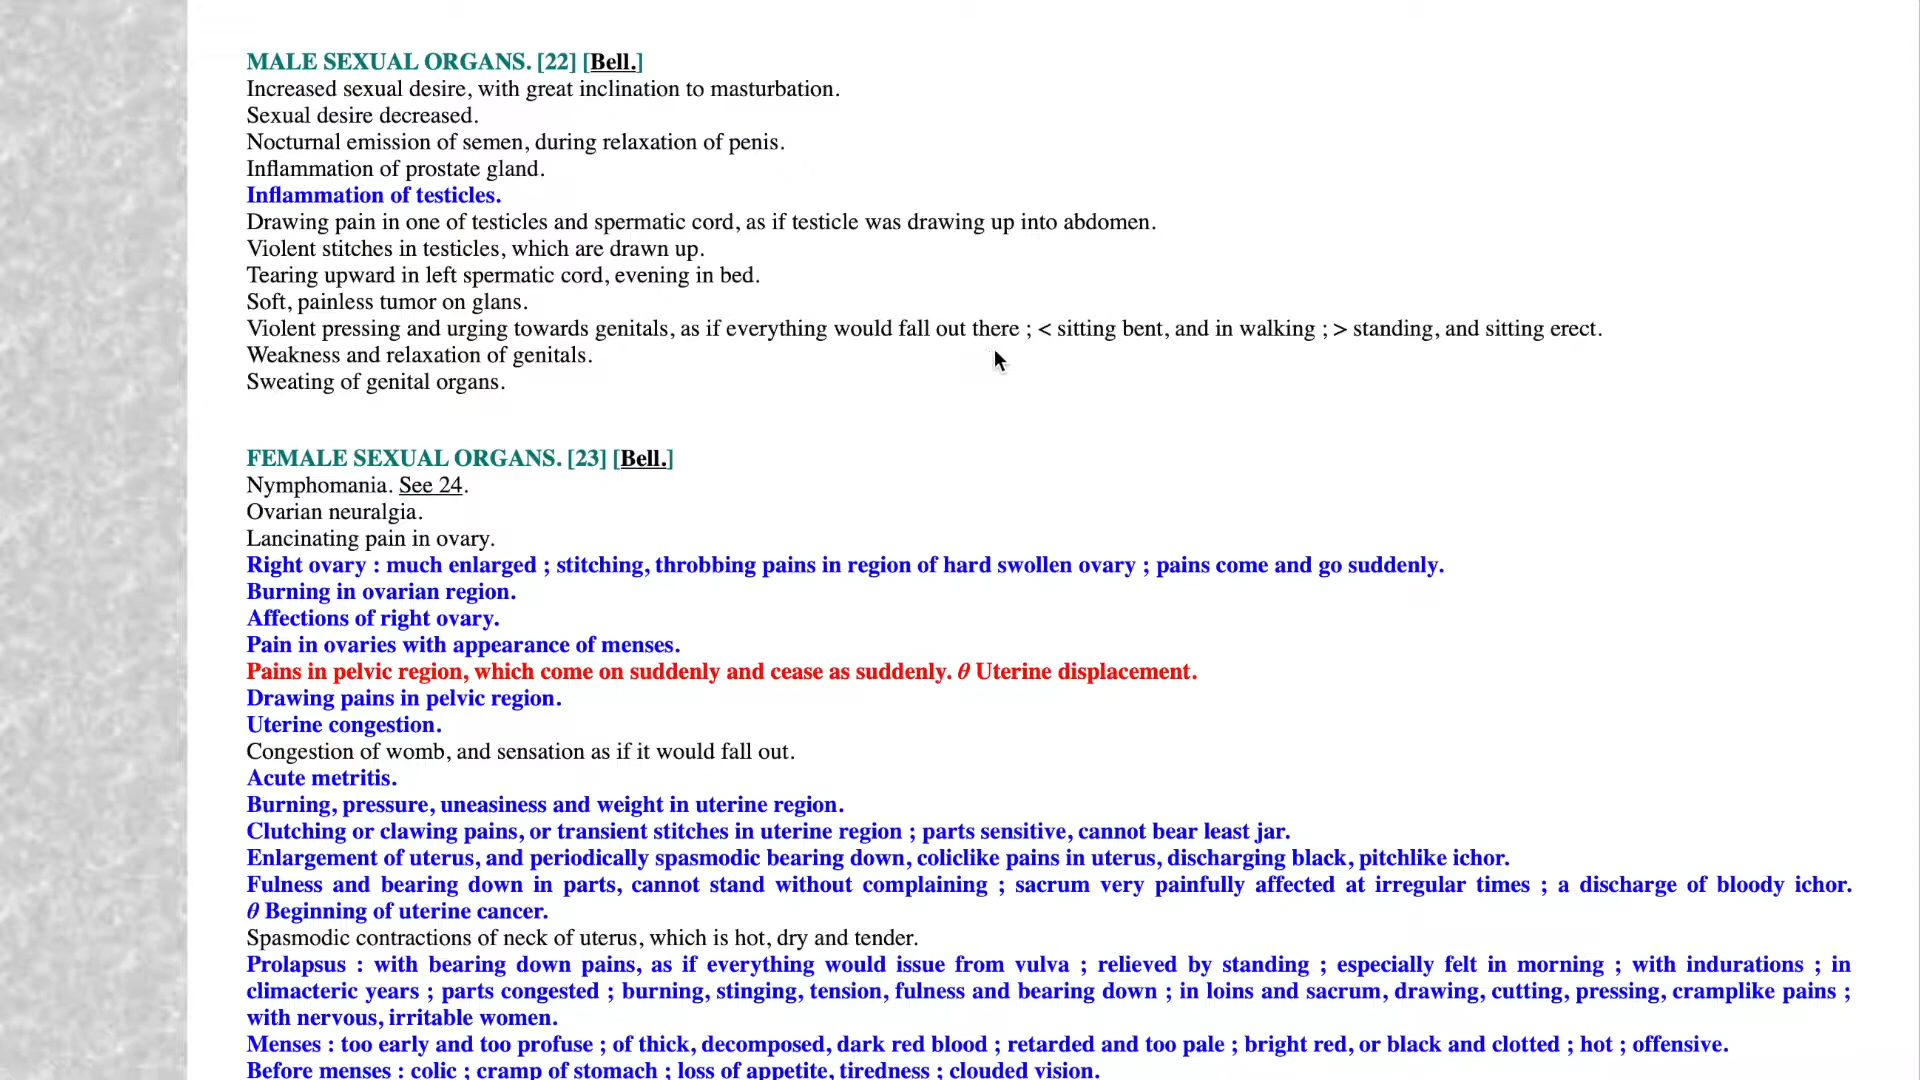 MALE SEXUAL ORGANS. [22] [Bell.]
Increased sexual desire, with great inclination to masturbation.
Sexual desire decreased.
Nocturnal emission of semen, during relaxation of penis.
Inflammation of prostate gland.
Inflammation of testicles.
Drawing pain in one of testicles and spermatic cord, as if testicle was drawing up into abdomen.
Violent stitches in testicles, which are drawn up.
Tearing upward in left spermatic cord, evening in bed.
Soft, painless tumor on glans.
Violent pressing and urging towards genitals, as if everything would fall out there ; < sitting bent, and in walking ; > standing, and sitting erect.
Weakness and relaxation of genitals.
Sweating of genital organs.
FEMALE SEXUAL ORGANS. [23] [Bell.]
Nymphomania. See 24.
Ovarian neuralgia.
Lancinating pain in ovary.
Right ovary : much enlarged ; stitching, throbbing pains in region of hard swollen ovary ; pains come and go suddenly.
Burning in ovarian region.
Affections of right ovary.
Pain in ovaries with appearance of menses.
Pains in pelvic region, which come on suddenly and cease as suddenly. θ Uterine displacement.
Drawing pains in pelvic region.
Uterine congestion.
Congestion of womb, and sensation as if it would fall out.
Acute metritis.
Burning, pressure, uneasiness and weight in uterine region.
Clutching or clawing pains, or transient stitches in uterine region ; parts sensitive, cannot bear least jar.
Enlargement of uterus, and periodically spasmodic bearing down, coliclike pains in uterus, discharging black, pitchlike ichor.
Fulness and bearing down in parts, cannot stand without complaining ; sacrum very painfully affected at irregular times ; a discharge of bloody ichor.
θ Beginning of uterine cancer.
Spasmodic contractions of neck of uterus, which is hot, dry and tender.
Prolapsus : with bearing down pains, as if everything would issue from vulva ; relieved by standing ; especially felt in morning ; with indurations ; in
climacteric years ; parts congested ; burning, stinging, tension, fulness and bearing down ; in loins and sacrum, drawing, cutting, pressing, cramplike pains ;
with nervous, irritable women.
Menses : too early and too profuse ; of thick, decomposed, dark red blood ; retarded and too pale ; bright red, or black and clotted ; hot ; offensive.
Before menses : colic ; cramp of stomach ; loss of appetite, tiredness ; clouded vision.